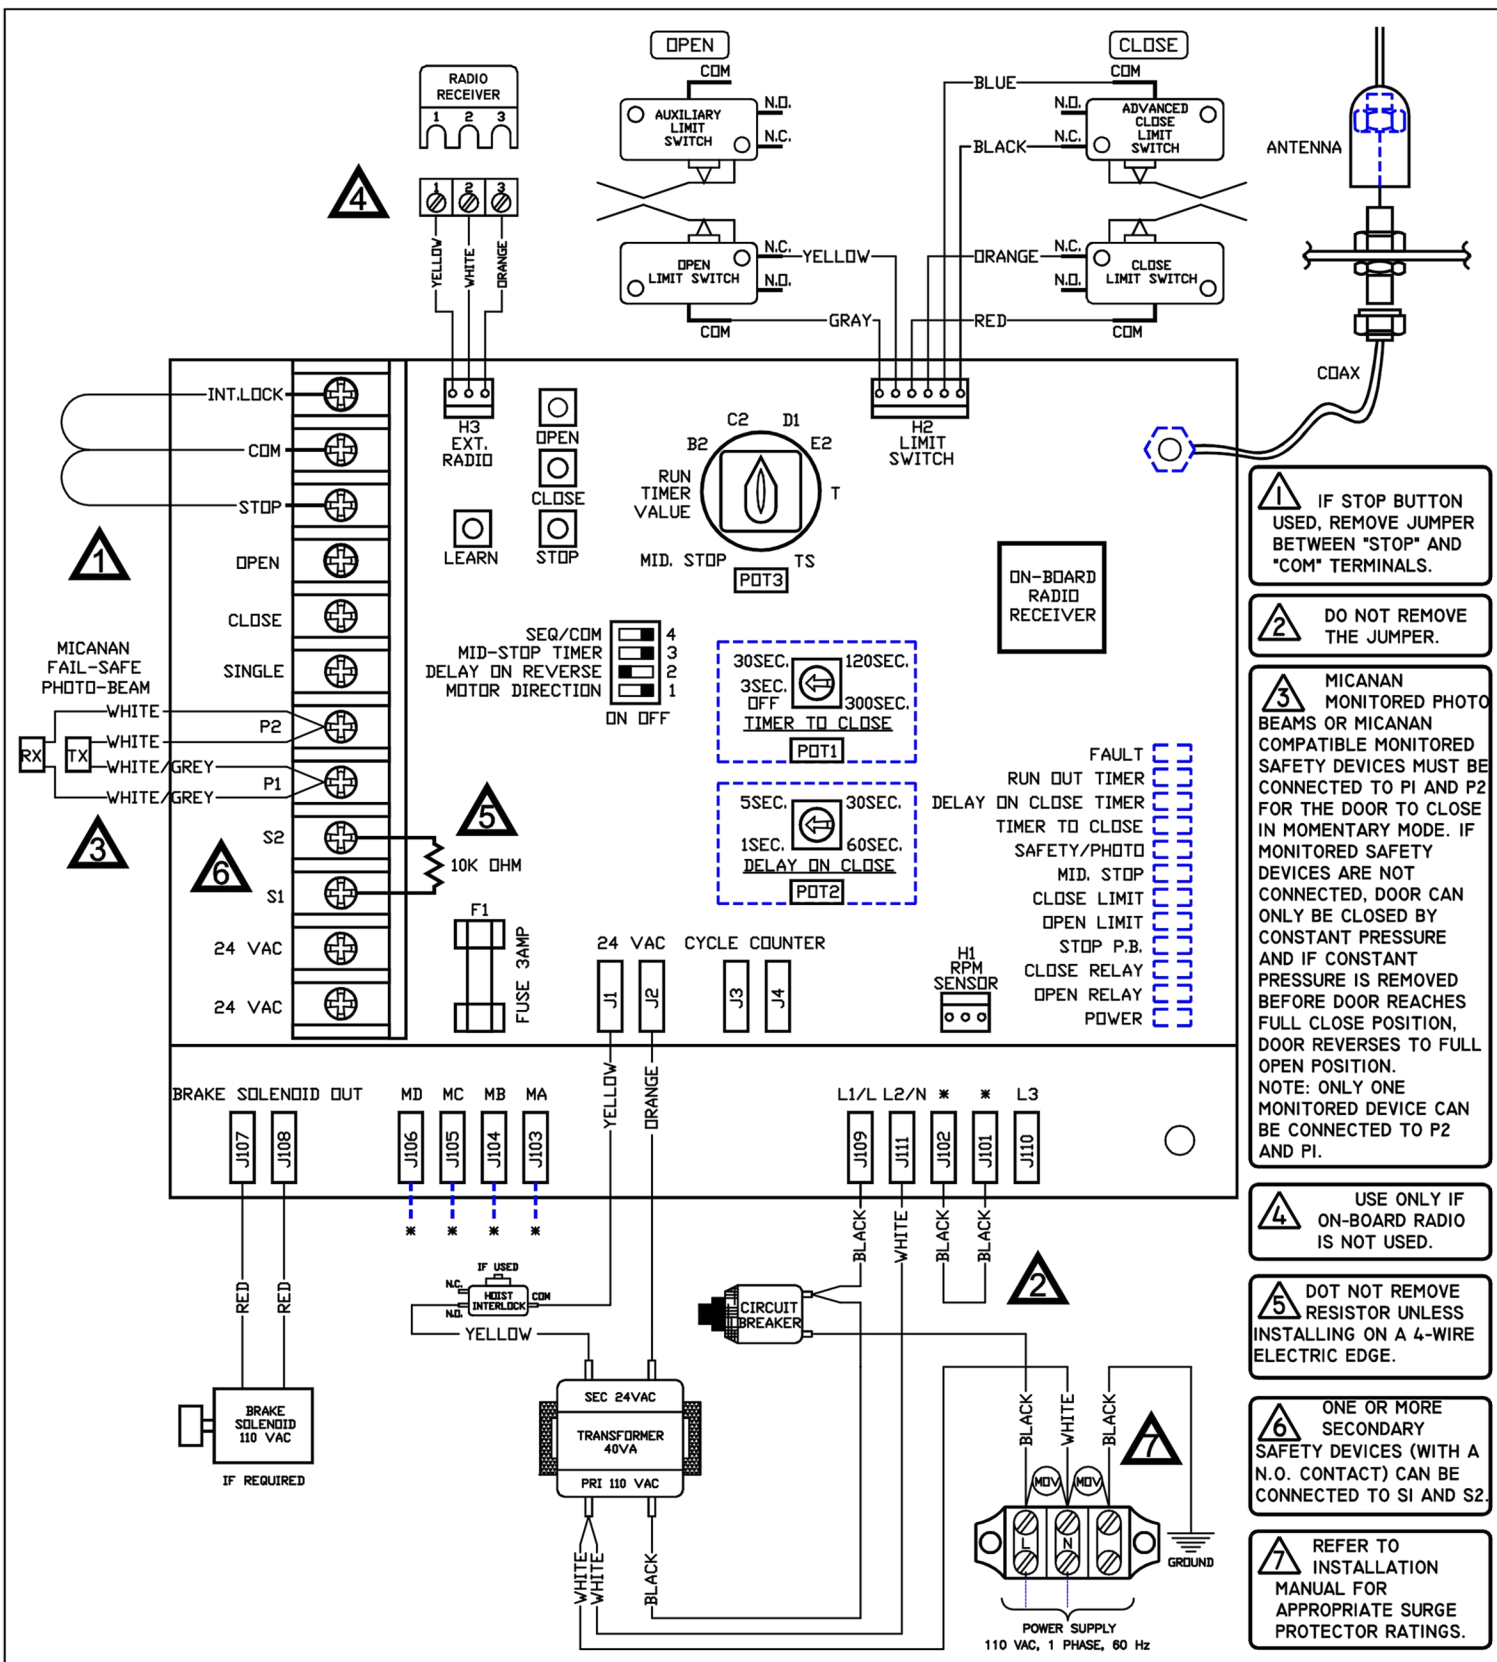 OPEN
CLOSE
RADIO
RECEIVER
1 2 3
1 2 3
4
YELLOW
WHITE
ORANGE
COM
AUXILIARY
LIMIT
SWITCH
N.O.
N.C.
OPEN
LIMIT SWITCH
N.C.
N.O.
COM
YELLOW
GRAY
BLUE
BLACK
ORANGE
RED
COM
N.O.
N.C.
ADVANCED
CLOSE
LIMIT
SWITCH
N.C.
N.O.
CLOSE
LIMIT SWITCH
COM
ANTENNA
COAX
INT.LOCK
COM
STOP
OPEN
CLOSE
SINGLE
P2
P1
S2
S1
24 VAC
24 VAC
1
MICANAN
FAIL-SAFE
PHOTO-BEAM
WHITE
WHITE
WHITE/GREY
WHITE/GREY
RX
TX
3
6
5
10K OHM
H3
EXT.
RADIO
OPEN
CLOSE
STOP
LEARN
RUN
TIMER
VALUE
B2
C2
D1
E2
T
TS
MID. STOP
POT3
H2
LIMIT
SWITCH
ON-BOARD
RADIO
RECEIVER
SEQ/COM 4
MID-STOP TIMER 3
DELAY ON REVERSE 2
MOTOR DIRECTION 1
ON OFF
30SEC. 120SEC.
3SEC.
OFF 300SEC.
TIMER TO CLOSE
POT1
5SEC. 30SEC.
1SEC. 60SEC.
DELAY ON CLOSE
POT2
FAULT
RUN OUT TIMER
DELAY ON CLOSE TIMER
TIMER TO CLOSE
SAFETY/PHOTO
MID. STOP
CLOSE LIMIT
OPEN LIMIT
STOP P.B.
CLOSE RELAY
OPEN RELAY
POWER
F1
FUSE 3AMP
24 VAC
CYCLE COUNTER
J1
J2
J3
J4
H1
RPM
SENSOR
BRAKE SOLENOID OUT
J107
J108
MD MC MB MA
J106
J105
J104
J103
* * * *
YELLOW
ORANGE
L1/L L2/N * * L3
J109
J111
J102
J101
J110
BLACK
WHITE
BLACK
BLACK
2
RED
RED
BRAKE
SOLENOID
110 VAC
IF REQUIRED
IF USED
N.C.
HOIST
INTERLOCK
COM
N.O.
YELLOW
CIRCUIT
BREAKER
SEC 24VAC
TRANSFORMER
40VA
PRI 110 VAC
WHITE
WHITE
BLACK
BLACK
WHITE
BLACK
7
MOV
MOV
L
N
GROUND
POWER SUPPLY
110 VAC, 1 PHASE, 60 Hz
1 IF STOP BUTTON
USED, REMOVE JUMPER
BETWEEN "STOP" AND
"COM" TERMINALS.
2 DO NOT REMOVE
THE JUMPER.
3 MICANAN
MONITORED PHOTO
BEAMS OR MICANAN
COMPATIBLE MONITORED
SAFETY DEVICES MUST BE
CONNECTED TO P1 AND P2
FOR THE DOOR TO CLOSE
IN MOMENTARY MODE. IF
MONITORED SAFETY
DEVICES ARE NOT
CONNECTED, DOOR CAN
ONLY BE CLOSED BY
CONSTANT PRESSURE
AND IF CONSTANT
PRESSURE IS REMOVED
BEFORE DOOR REACHES
FULL CLOSE POSITION,
DOOR REVERSES TO FULL
OPEN POSITION.
NOTE: ONLY ONE
MONITORED DEVICE CAN
BE CONNECTED TO P2
AND P1.
4 USE ONLY IF
ON-BOARD RADIO
IS NOT USED.
5 DOT NOT REMOVE
RESISTOR UNLESS
INSTALLING ON A 4-WIRE
ELECTRIC EDGE.
6 ONE OR MORE
SECONDARY
SAFETY DEVICES (WITH A
N.O. CONTACT) CAN BE
CONNECTED TO S1 AND S2.
7 REFER TO
INSTALLATION
MANUAL FOR
APPROPRIATE SURGE
PROTECTOR RATINGS.